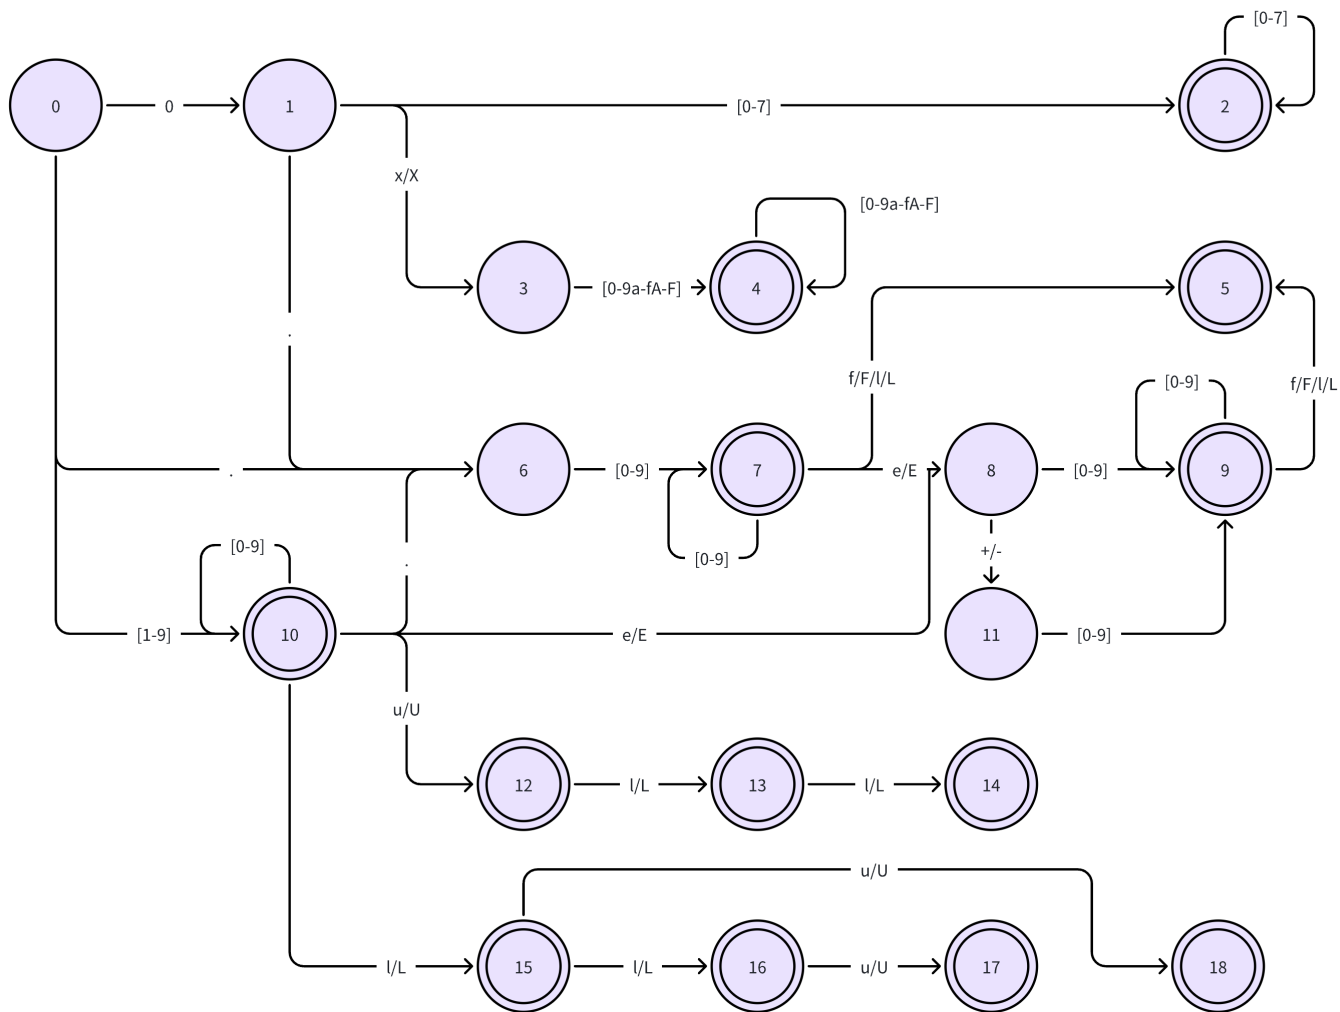 [0-7]
0
0
1
[0-7]
2
x/X
[0-9a-fA-F]
3
[0-9a-fA-F]
4
5
.
f/F/l/L
[0-9]
f/F/l/L
.
6
[0-9]
7
e/E
8
[0-9]
9
[0-9]
+/-
[0-9]
.
[1-9]
10
e/E
11
[0-9]
u/U
12
l/L
13
l/L
14
u/U
l/L
15
l/L
16
u/U
17
18